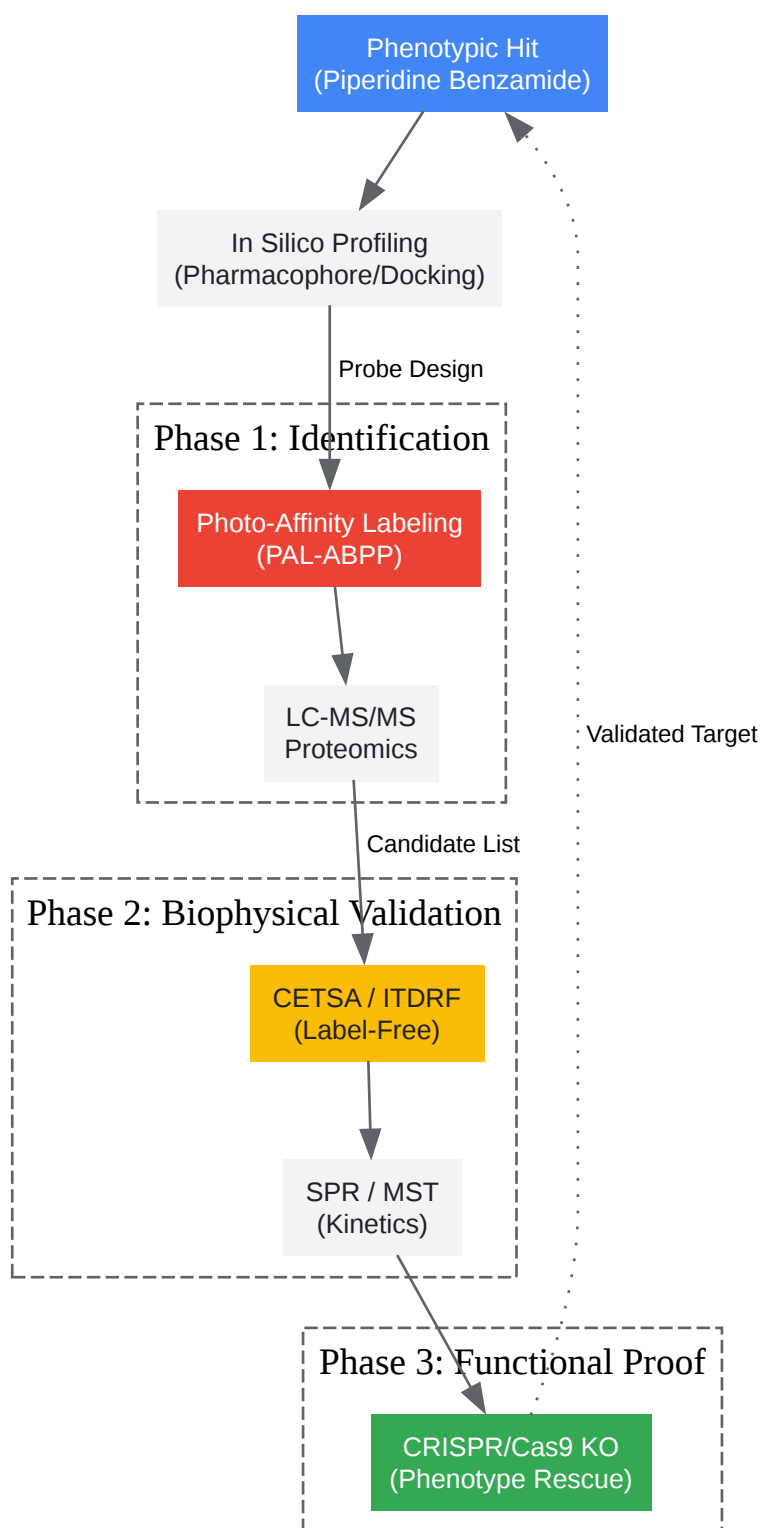 Phenotypic Hit
(Piperidine Benzamide)
In Silico Profiling
(Pharmacophore/Docking)
Probe Design
Phase 1: Identification
Photo-Affinity Labeling
(PAL-ABPP)
LC-MS/MS
Proteomics
Validated Target
Candidate List
Phase 2: Biophysical Validation
CETSA / ITDRF
(Label-Free)
SPR / MST
(Kinetics)
Phase 3: Functional Proof
CRISPR/Cas9 KO
(Phenotype Rescue)